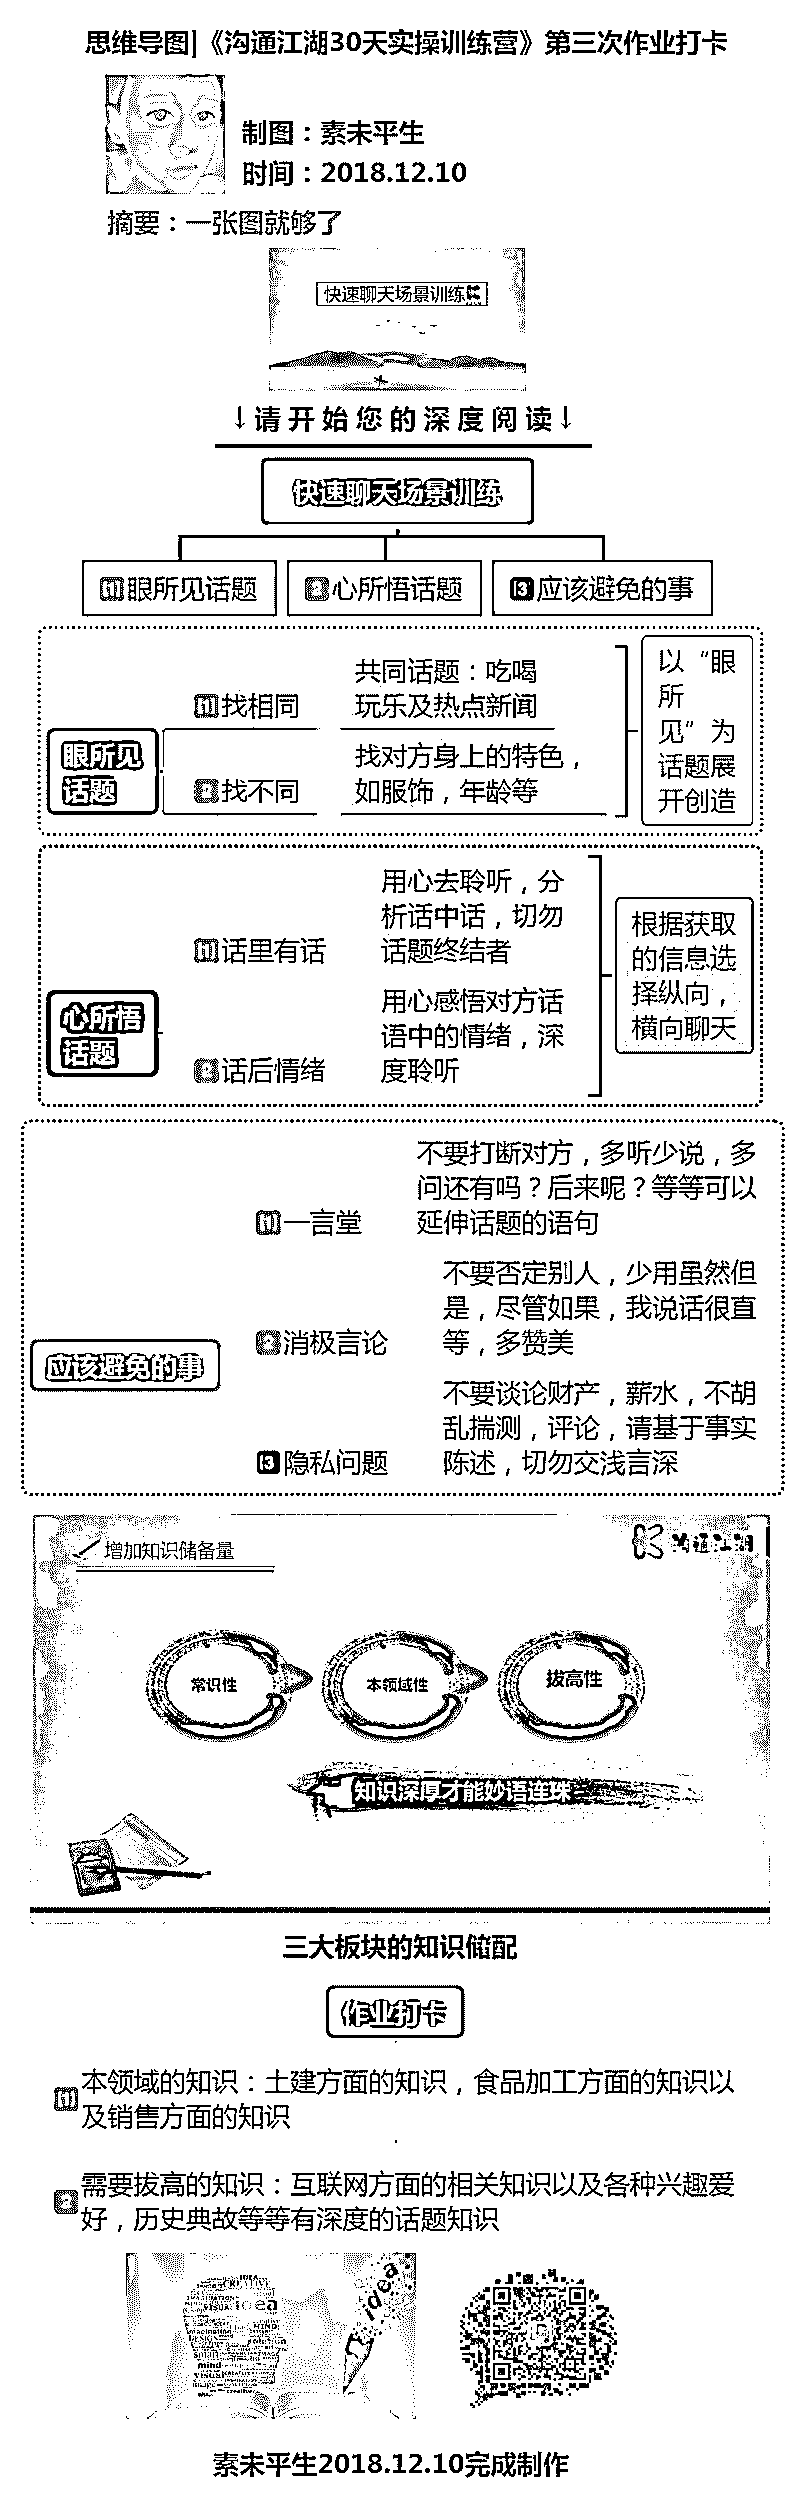 思维导图|《沟通江湖30天实操训练营》第三次作业打卡
制图：素未平生
时间：2018.12.10
摘要：一张图就够了
快速聊天场景训练
↓请开始您的深度阅读↓
快速聊天场景训练
1眼所见话题
2心所悟话题
3应该避免的事
眼所见
话题
1找相同
共同话题：吃喝
玩乐及热点新闻
2找不同
找对方身上的特色，
如服饰，年龄等
以“眼
所
见”为
话题展
开创造
心所悟
话题
1话里有话
用心去聆听，分
析话中话，切勿
话题终结者
2话后情绪
用心感悟对方话
语中的情绪，深
度聆听
根据获取
的信息选
择纵向，
横向聊天
应该避免的事
1一言堂
不要打断对方，多听少说，多
问还有吗？后来呢？等等可以
延伸话题的语句
2消极言论
不要否定别人，少用虽然但
是，尽管如果，我说话很直
等，多赞美
3隐私问题
不要谈论财产，薪水，不胡
乱揣测，评论，请基于事实
陈述，切勿交浅言深
增加知识储备量
沟通江湖
常识性
本领域性
拔高性
知识深厚才能妙语连珠
三大板块的知识储配
作业打卡
1本领域的知识：土建方面的知识，食品加工方面的知识以
及销售方面的知识
2需要拔高的知识：互联网方面的相关知识以及各种兴趣爱
好，历史典故等等有深度的话题知识
IDEA
CREATIVE
idea
MIND
mind
idea
素未平生2018.12.10完成制作